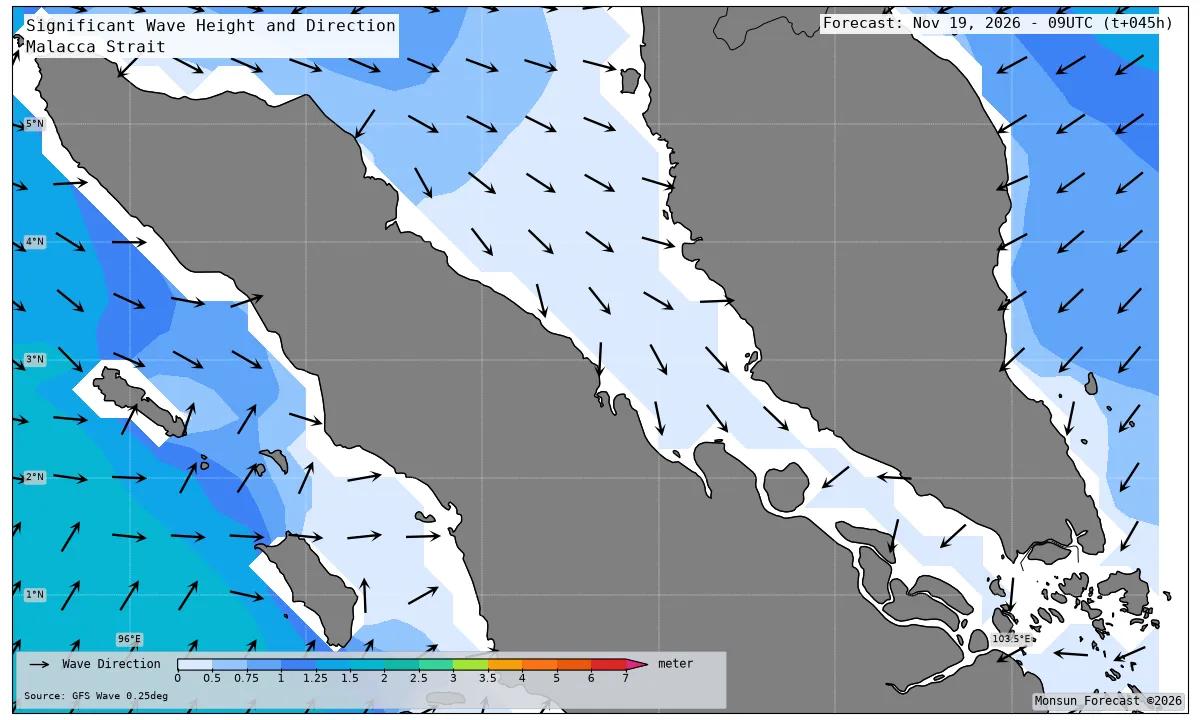 Significant Wave Height and Direction
Malacca Strait
Forecast: Nov 19, 2026 - 09UTC (t+045h)
5°N
4°N
3°N
2°N
1°N
96°E
103.5°E
Wave Direction
0 0.5 0.75 1 1.25 1.5 2 2.5 3 3.5 4 5 6 7
meter
Source: GFS Wave 0.25deg
Monsun Forecast ©2026